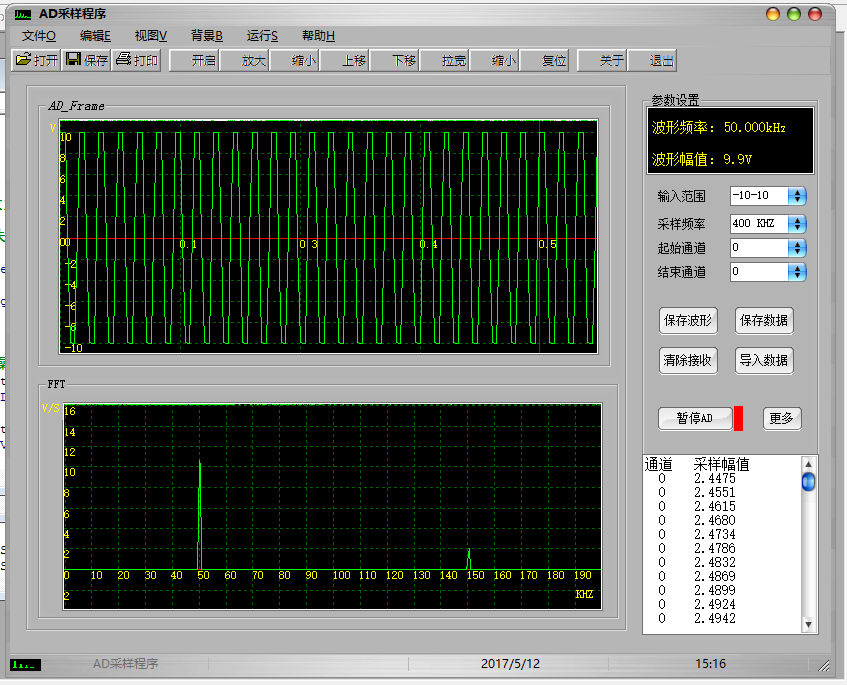 AD采样程序
文件O 编辑E 视图V 背景B 运行S 帮助H
打开 保存 打印 开启 放大 缩小 上移 下移 拉宽 缩小 复位 关于 退出
AD_Frame
V
10
8
6
4
2
00 0.1 0.3 0.4 0.5
-2
-4
-6
-8
-10
FFT
V/S
16
14
12
10
8
6
4
2
0 10 20 30 40 50 60 70 80 90 100 110 120 130 140 150 160 170 180 190
KHZ
2
参数设置
波形频率: 50.000kHz
波形幅值: 9.9V
输入范围 -10-10
采样频率 400 KHZ
起始通道 0
结束通道 0
保存波形 保存数据
清除接收 导入数据
暂停AD 更多
通道 采样幅值
0 2.4475
0 2.4551
0 2.4615
0 2.4680
0 2.4734
0 2.4786
0 2.4832
0 2.4869
0 2.4899
0 2.4924
0 2.4942
AD采样程序 2017/5/12 15:16